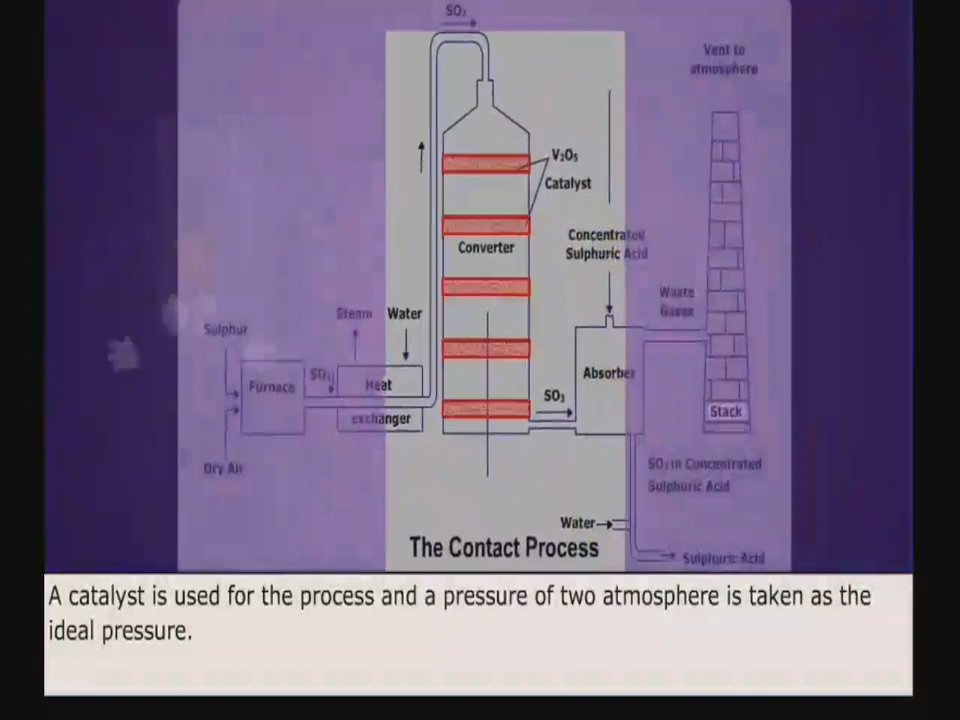 SO₂
Vent to
atmosphere
V₂O₅
Catalyst
Concentrated
Sulphuric Acid
Converter
Waste
Gases
Steam
Water
Sulphur
SO₂
Furnace
Heat
exchanger
Absorber
SO₃
Stack
Dry Air
SO₃ in Concentrated
Sulphuric Acid
Water
The Contact Process
Sulphuric Acid
A catalyst is used for the process and a pressure of two atmosphere is taken as the
ideal pressure.